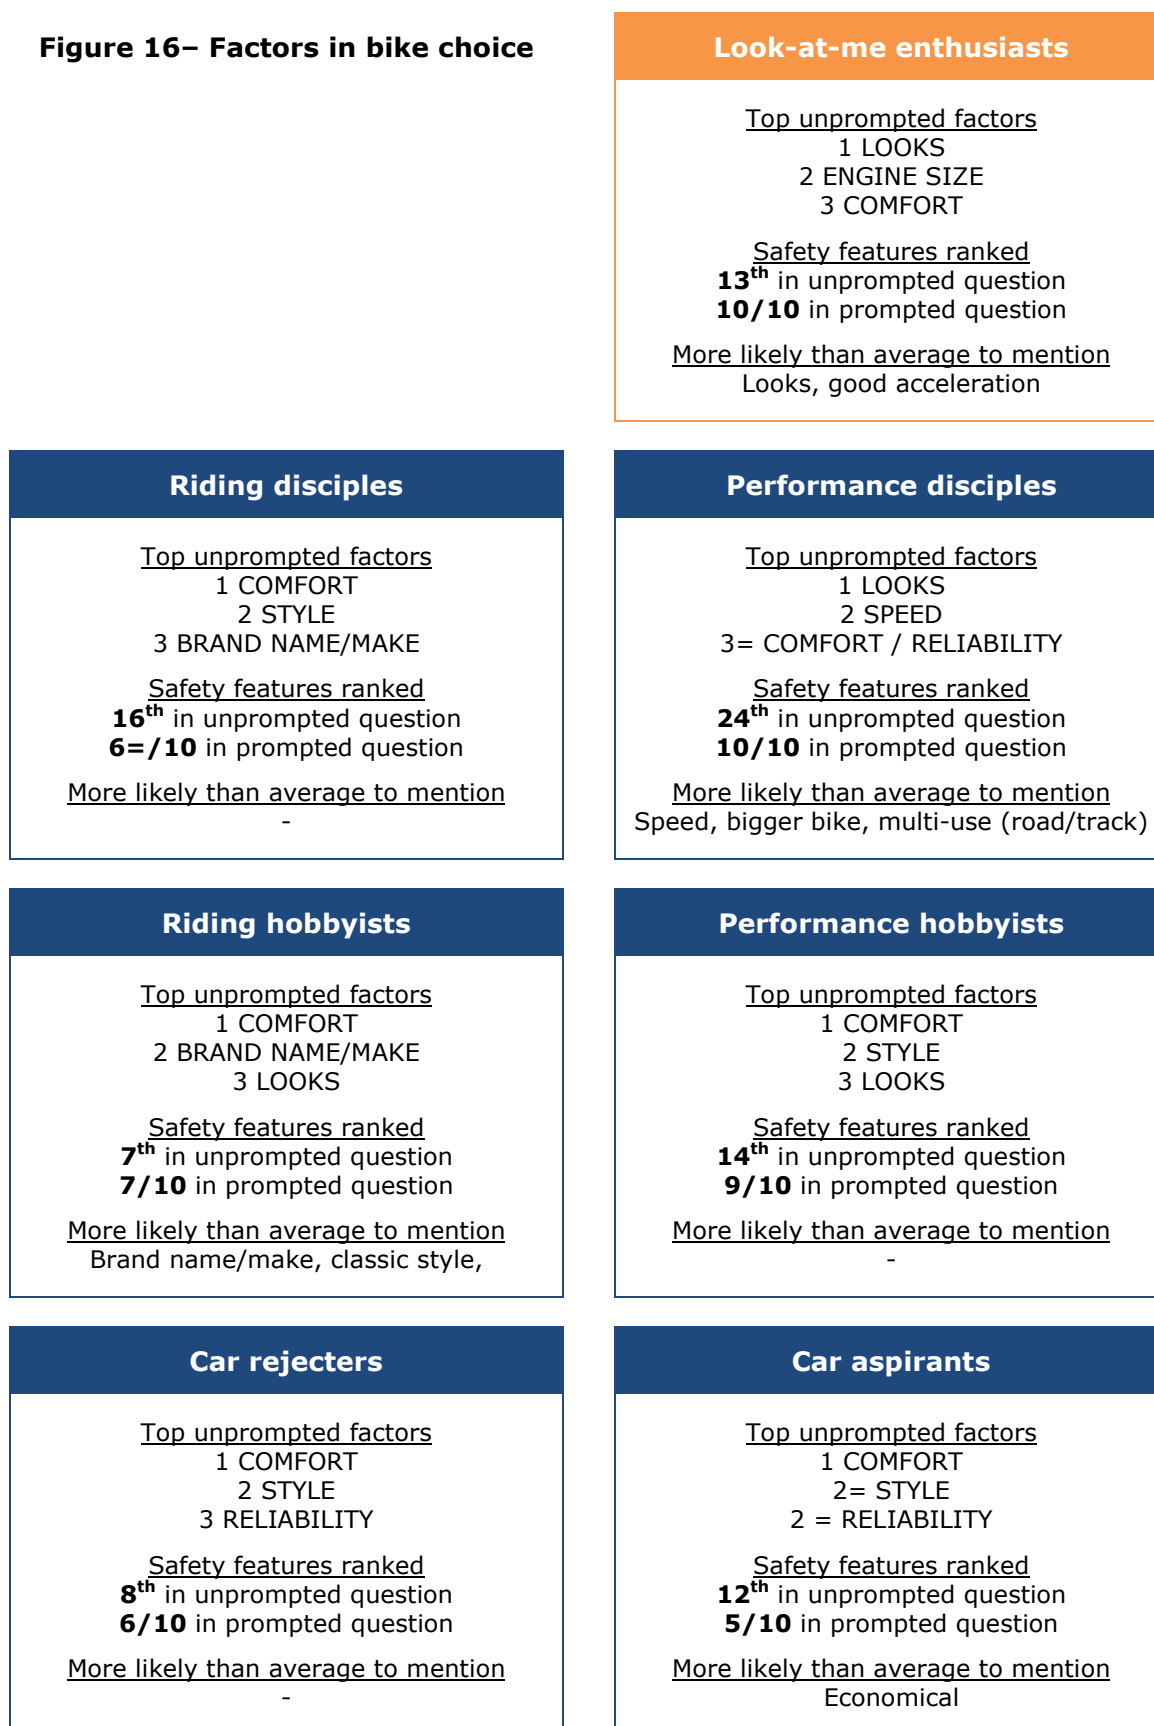 Figure 16– Factors in bike choice
Look-at-me enthusiasts
Top unprompted factors
1 LOOKS
2 ENGINE SIZE
3 COMFORT
Safety features ranked
13th in unprompted question
10/10 in prompted question
More likely than average to mention
Looks, good acceleration
Riding disciples
Top unprompted factors
1 COMFORT
2 STYLE
3 BRAND NAME/MAKE
Safety features ranked
16th in unprompted question
6=/10 in prompted question
More likely than average to mention
-
Performance disciples
Top unprompted factors
1 LOOKS
2 SPEED
3= COMFORT / RELIABILITY
Safety features ranked
24th in unprompted question
10/10 in prompted question
More likely than average to mention
Speed, bigger bike, multi-use (road/track)
Riding hobbyists
Top unprompted factors
1 COMFORT
2 BRAND NAME/MAKE
3 LOOKS
Safety features ranked
7th in unprompted question
7/10 in prompted question
More likely than average to mention
Brand name/make, classic style,
Performance hobbyists
Top unprompted factors
1 COMFORT
2 STYLE
3 LOOKS
Safety features ranked
14th in unprompted question
9/10 in prompted question
More likely than average to mention
-
Car rejecters
Top unprompted factors
1 COMFORT
2 STYLE
3 RELIABILITY
Safety features ranked
8th in unprompted question
6/10 in prompted question
More likely than average to mention
-
Car aspirants
Top unprompted factors
1 COMFORT
2= STYLE
2 = RELIABILITY
Safety features ranked
12th in unprompted question
5/10 in prompted question
More likely than average to mention
Economical